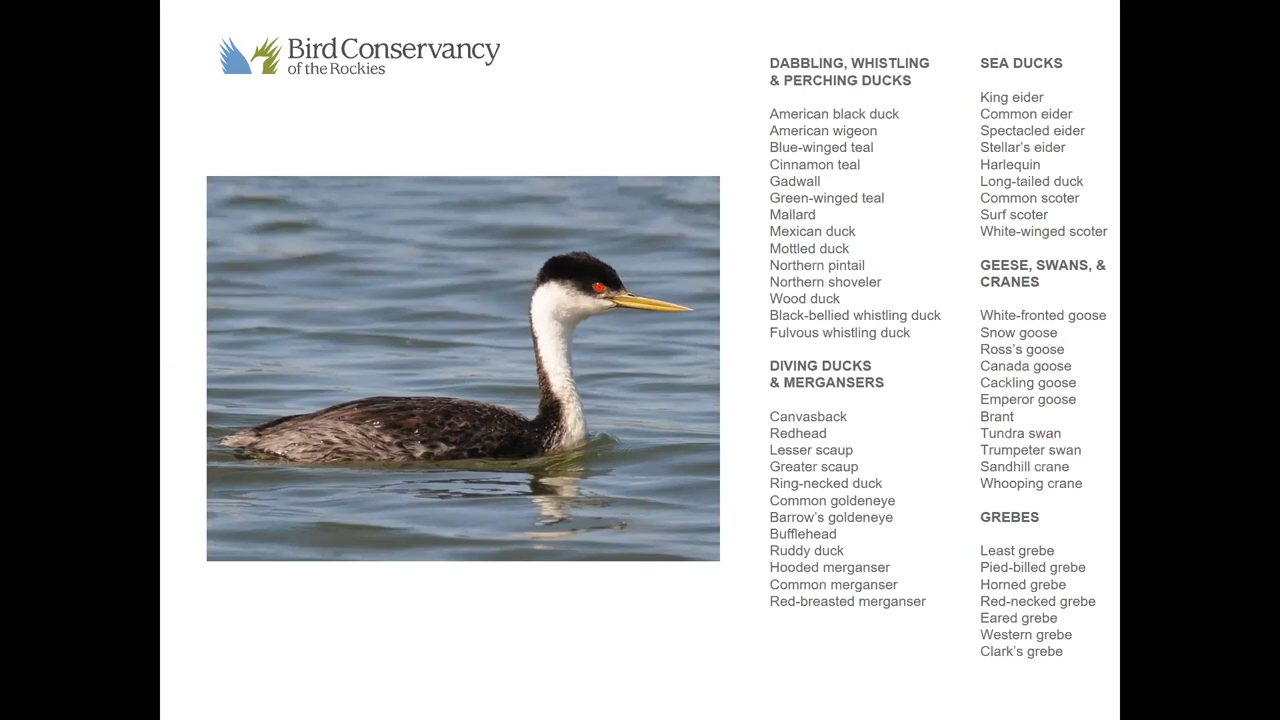 Bird Conservancy
of the Rockies
DABBLING, WHISTLING
& PERCHING DUCKS
American black duck
American wigeon
Blue-winged teal
Cinnamon teal
Gadwall
Green-winged teal
Mallard
Mexican duck
Mottled duck
Northern pintail
Northern shoveler
Wood duck
Black-bellied whistling duck
Fulvous whistling duck
DIVING DUCKS
& MERGANSERS
Canvasback
Redhead
Lesser scaup
Greater scaup
Ring-necked duck
Common goldeneye
Barrow's goldeneye
Bufflehead
Ruddy duck
Hooded merganser
Common merganser
Red-breasted merganser
SEA DUCKS
King eider
Common eider
Spectacled eider
Stellar's eider
Harlequin
Long-tailed duck
Common scoter
Surf scoter
White-winged scoter
GEESE, SWANS, &
CRANES
White-fronted goose
Snow goose
Ross's goose
Canada goose
Cackling goose
Emperor goose
Brant
Tundra swan
Trumpeter swan
Sandhill crane
Whooping crane
GREBES
Least grebe
Pied-billed grebe
Horned grebe
Red-necked grebe
Eared grebe
Western grebe
Clark's grebe